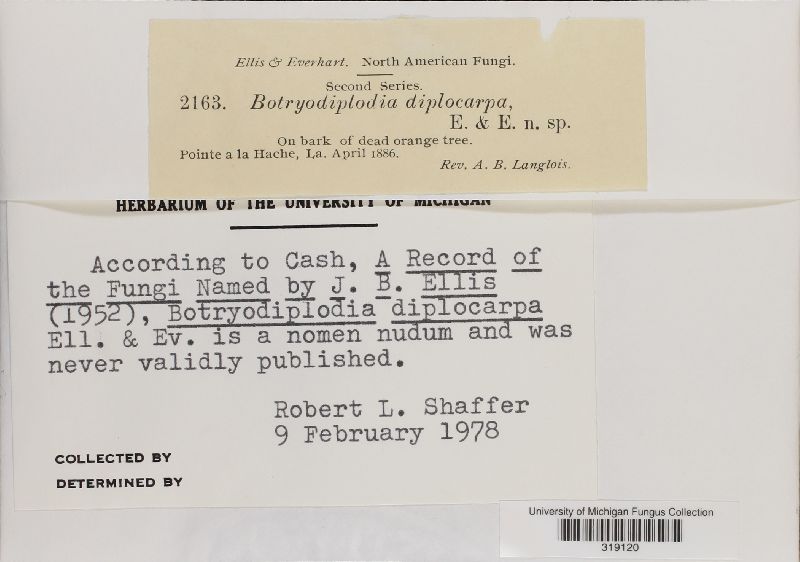 Ellis & Everhart. North American Fungi.
Second Series.
2163. Botryodiplodia diplocarpa,
E. & E. n. sp.
On bark of dead orange tree.
Pointe a la Hache, La. April 1886.
Rev. A. B. Langlois.
HERBARIUM OF THE UNIVERSITY OF MICHIGAN
According to Cash, A Record of
the Fungi Named by J. B. Ellis
(1952), Botryodiplodia diplocarpa
Ell. & Ev. is a nomen nudum and was
never validly published.
Robert L. Shaffer
9 February 1978
COLLECTED BY
DETERMINED BY
University of Michigan Fungus Collection
319120